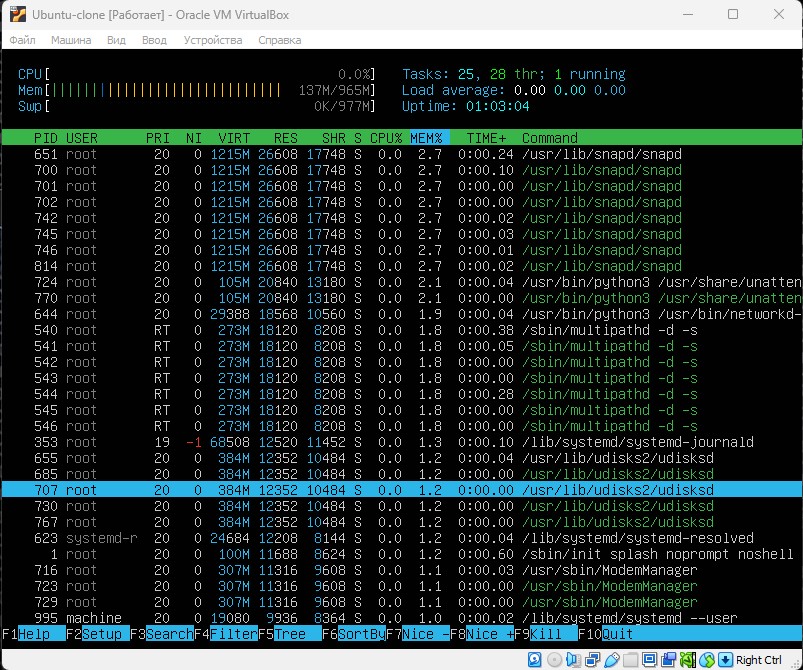 Ubuntu-clone [Работает] - Oracle VM VirtualBox
Файл Машина Вид Ввод Устройства Справка
CPU[ 0.0%] Tasks: 25, 28 thr; 1 running
Mem[||||||||||||||||||||||||||||| 137M/965M] Load average: 0.00 0.00 0.00
Swp[ 0K/977M] Uptime: 01:03:04
PID USER PRI NI VIRT RES SHR S CPU% MEM% TIME+ Command
651 root 20 0 1215M 26608 17748 S 0.0 2.7 0:00.24 /usr/lib/snapd/snapd
700 root 20 0 1215M 26608 17748 S 0.0 2.7 0:00.10 /usr/lib/snapd/snapd
701 root 20 0 1215M 26608 17748 S 0.0 2.7 0:00.00 /usr/lib/snapd/snapd
702 root 20 0 1215M 26608 17748 S 0.0 2.7 0:00.00 /usr/lib/snapd/snapd
742 root 20 0 1215M 26608 17748 S 0.0 2.7 0:00.02 /usr/lib/snapd/snapd
745 root 20 0 1215M 26608 17748 S 0.0 2.7 0:00.03 /usr/lib/snapd/snapd
746 root 20 0 1215M 26608 17748 S 0.0 2.7 0:00.01 /usr/lib/snapd/snapd
814 root 20 0 1215M 26608 17748 S 0.0 2.7 0:00.02 /usr/lib/snapd/snapd
724 root 20 0 105M 20840 13180 S 0.0 2.1 0:00.04 /usr/bin/python3 /usr/share/unatten
770 root 20 0 105M 20840 13180 S 0.0 2.1 0:00.00 /usr/bin/python3 /usr/share/unatten
644 root 20 0 29388 18568 10560 S 0.0 1.9 0:00.04 /usr/bin/python3 /usr/bin/networkd-
540 root RT 0 273M 18120 8208 S 0.0 1.8 0:00.38 /sbin/multipathd -d -s
541 root RT 0 273M 18120 8208 S 0.0 1.8 0:00.05 /sbin/multipathd -d -s
542 root RT 0 273M 18120 8208 S 0.0 1.8 0:00.00 /sbin/multipathd -d -s
543 root RT 0 273M 18120 8208 S 0.0 1.8 0:00.00 /sbin/multipathd -d -s
544 root RT 0 273M 18120 8208 S 0.0 1.8 0:00.28 /sbin/multipathd -d -s
545 root RT 0 273M 18120 8208 S 0.0 1.8 0:00.00 /sbin/multipathd -d -s
546 root RT 0 273M 18120 8208 S 0.0 1.8 0:00.00 /sbin/multipathd -d -s
353 root 19 -1 68508 12520 11452 S 0.0 1.3 0:00.10 /lib/systemd/systemd-journald
655 root 20 0 384M 12352 10484 S 0.0 1.2 0:00.04 /usr/lib/udisks2/udisksd
685 root 20 0 384M 12352 10484 S 0.0 1.2 0:00.00 /usr/lib/udisks2/udisksd
707 root 20 0 384M 12352 10484 S 0.0 1.2 0:00.00 /usr/lib/udisks2/udisksd
730 root 20 0 384M 12352 10484 S 0.0 1.2 0:00.00 /usr/lib/udisks2/udisksd
767 root 20 0 384M 12352 10484 S 0.0 1.2 0:00.00 /usr/lib/udisks2/udisksd
623 systemd-r 20 0 24684 12208 8144 S 0.0 1.2 0:00.04 /lib/systemd/systemd-resolved
1 root 20 0 100M 11688 8624 S 0.0 1.2 0:00.60 /sbin/init splash noprompt noshell
716 root 20 0 307M 11316 9608 S 0.0 1.1 0:00.03 /usr/sbin/ModemManager
723 root 20 0 307M 11316 9608 S 0.0 1.1 0:00.00 /usr/sbin/ModemManager
729 root 20 0 307M 11316 9608 S 0.0 1.1 0:00.00 /usr/sbin/ModemManager
995 machine 20 0 19080 9936 8364 S 0.0 1.0 0:00.02 /lib/systemd/systemd --user
F1Help F2Setup F3SearchF4FilterF5Tree F6SortByF7Nice -F8Nice +F9Kill F10Quit
Right Ctrl